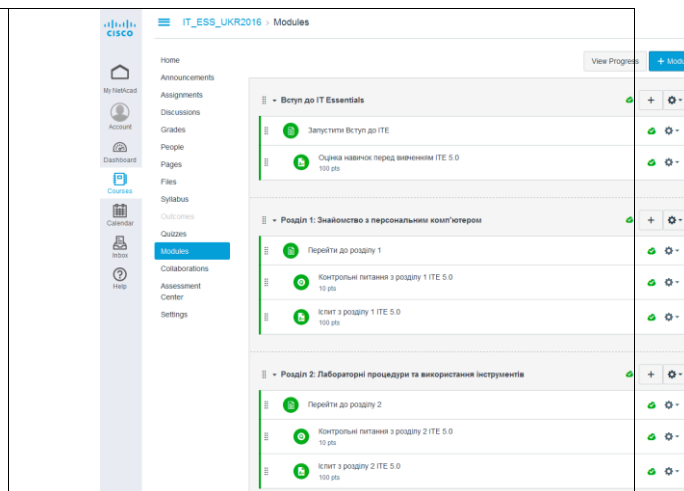 CISCO
IT_ESS_UKR2016 > Modules
My NetAcad
Account
Dashboard
Courses
Calendar
Inbox
Help
Home
Announcements
Assignments
Discussions
Grades
People
Pages
Files
Syllabus
Outcomes
Quizzes
Modules
Collaborations
Assessment
Center
Settings
View Progress
+ Modu
Вступ до IT Essentials
Запустити Вступ до ITE
Оцінка навичок перед вивченням ITE 5.0
100 pts
Розділ 1: Знайомство з персональним комп'ютером
Перейти до розділу 1
Контрольні питання з розділу 1 ITE 5.0
10 pts
Іспит з розділу 1 ITE 5.0
100 pts
Розділ 2: Лабораторні процедури та використання інструментів
Перейти до розділу 2
Контрольні питання з розділу 2 ITE 5.0
10 pts
Іспит з розділу 2 ITE 5.0
100 pts